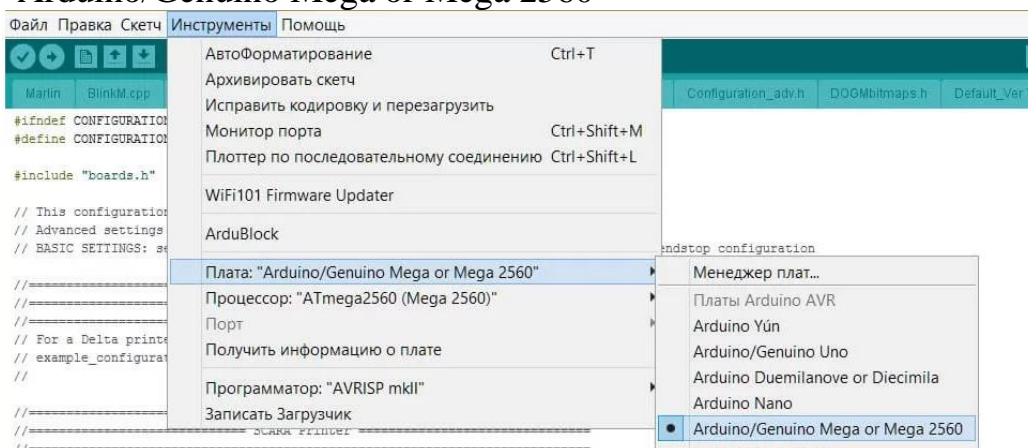 Arduino/Genuino Mega or Mega 2560
Файл Правка Скетч Инструменты Помощь
Marlin BlinkM.cpp Configuration_adv.h DOGMbitmaps.h Default_Ver
АвтоФорматирование Ctrl+T
Архивировать скетч
Исправить кодировку и перезагрузить
Монитор порта Ctrl+Shift+M
Плоттер по последовательному соединению Ctrl+Shift+L
WiFi101 Firmware Updater
ArduBlock
Плата: "Arduino/Genuino Mega or Mega 2560"
Процессор: "ATmega2560 (Mega 2560)"
Порт
Получить информацию о плате
Программатор: "AVRISP mkII"
Записать Загрузчик
#ifndef CONFIGURATION
#define CONFIGURATION
#include "boards.h"
// This configuration
// Advanced settings
// BASIC SETTINGS: se endstop configuration
//==================
//==================
//==================
// For a Delta printe
// example_configurat
//
//==================
//============================= SCARA Printer ===============================
Менеджер плат...
Платы Arduino AVR
Arduino Yún
Arduino/Genuino Uno
Arduino Duemilanove or Diecimila
Arduino Nano
Arduino/Genuino Mega or Mega 2560